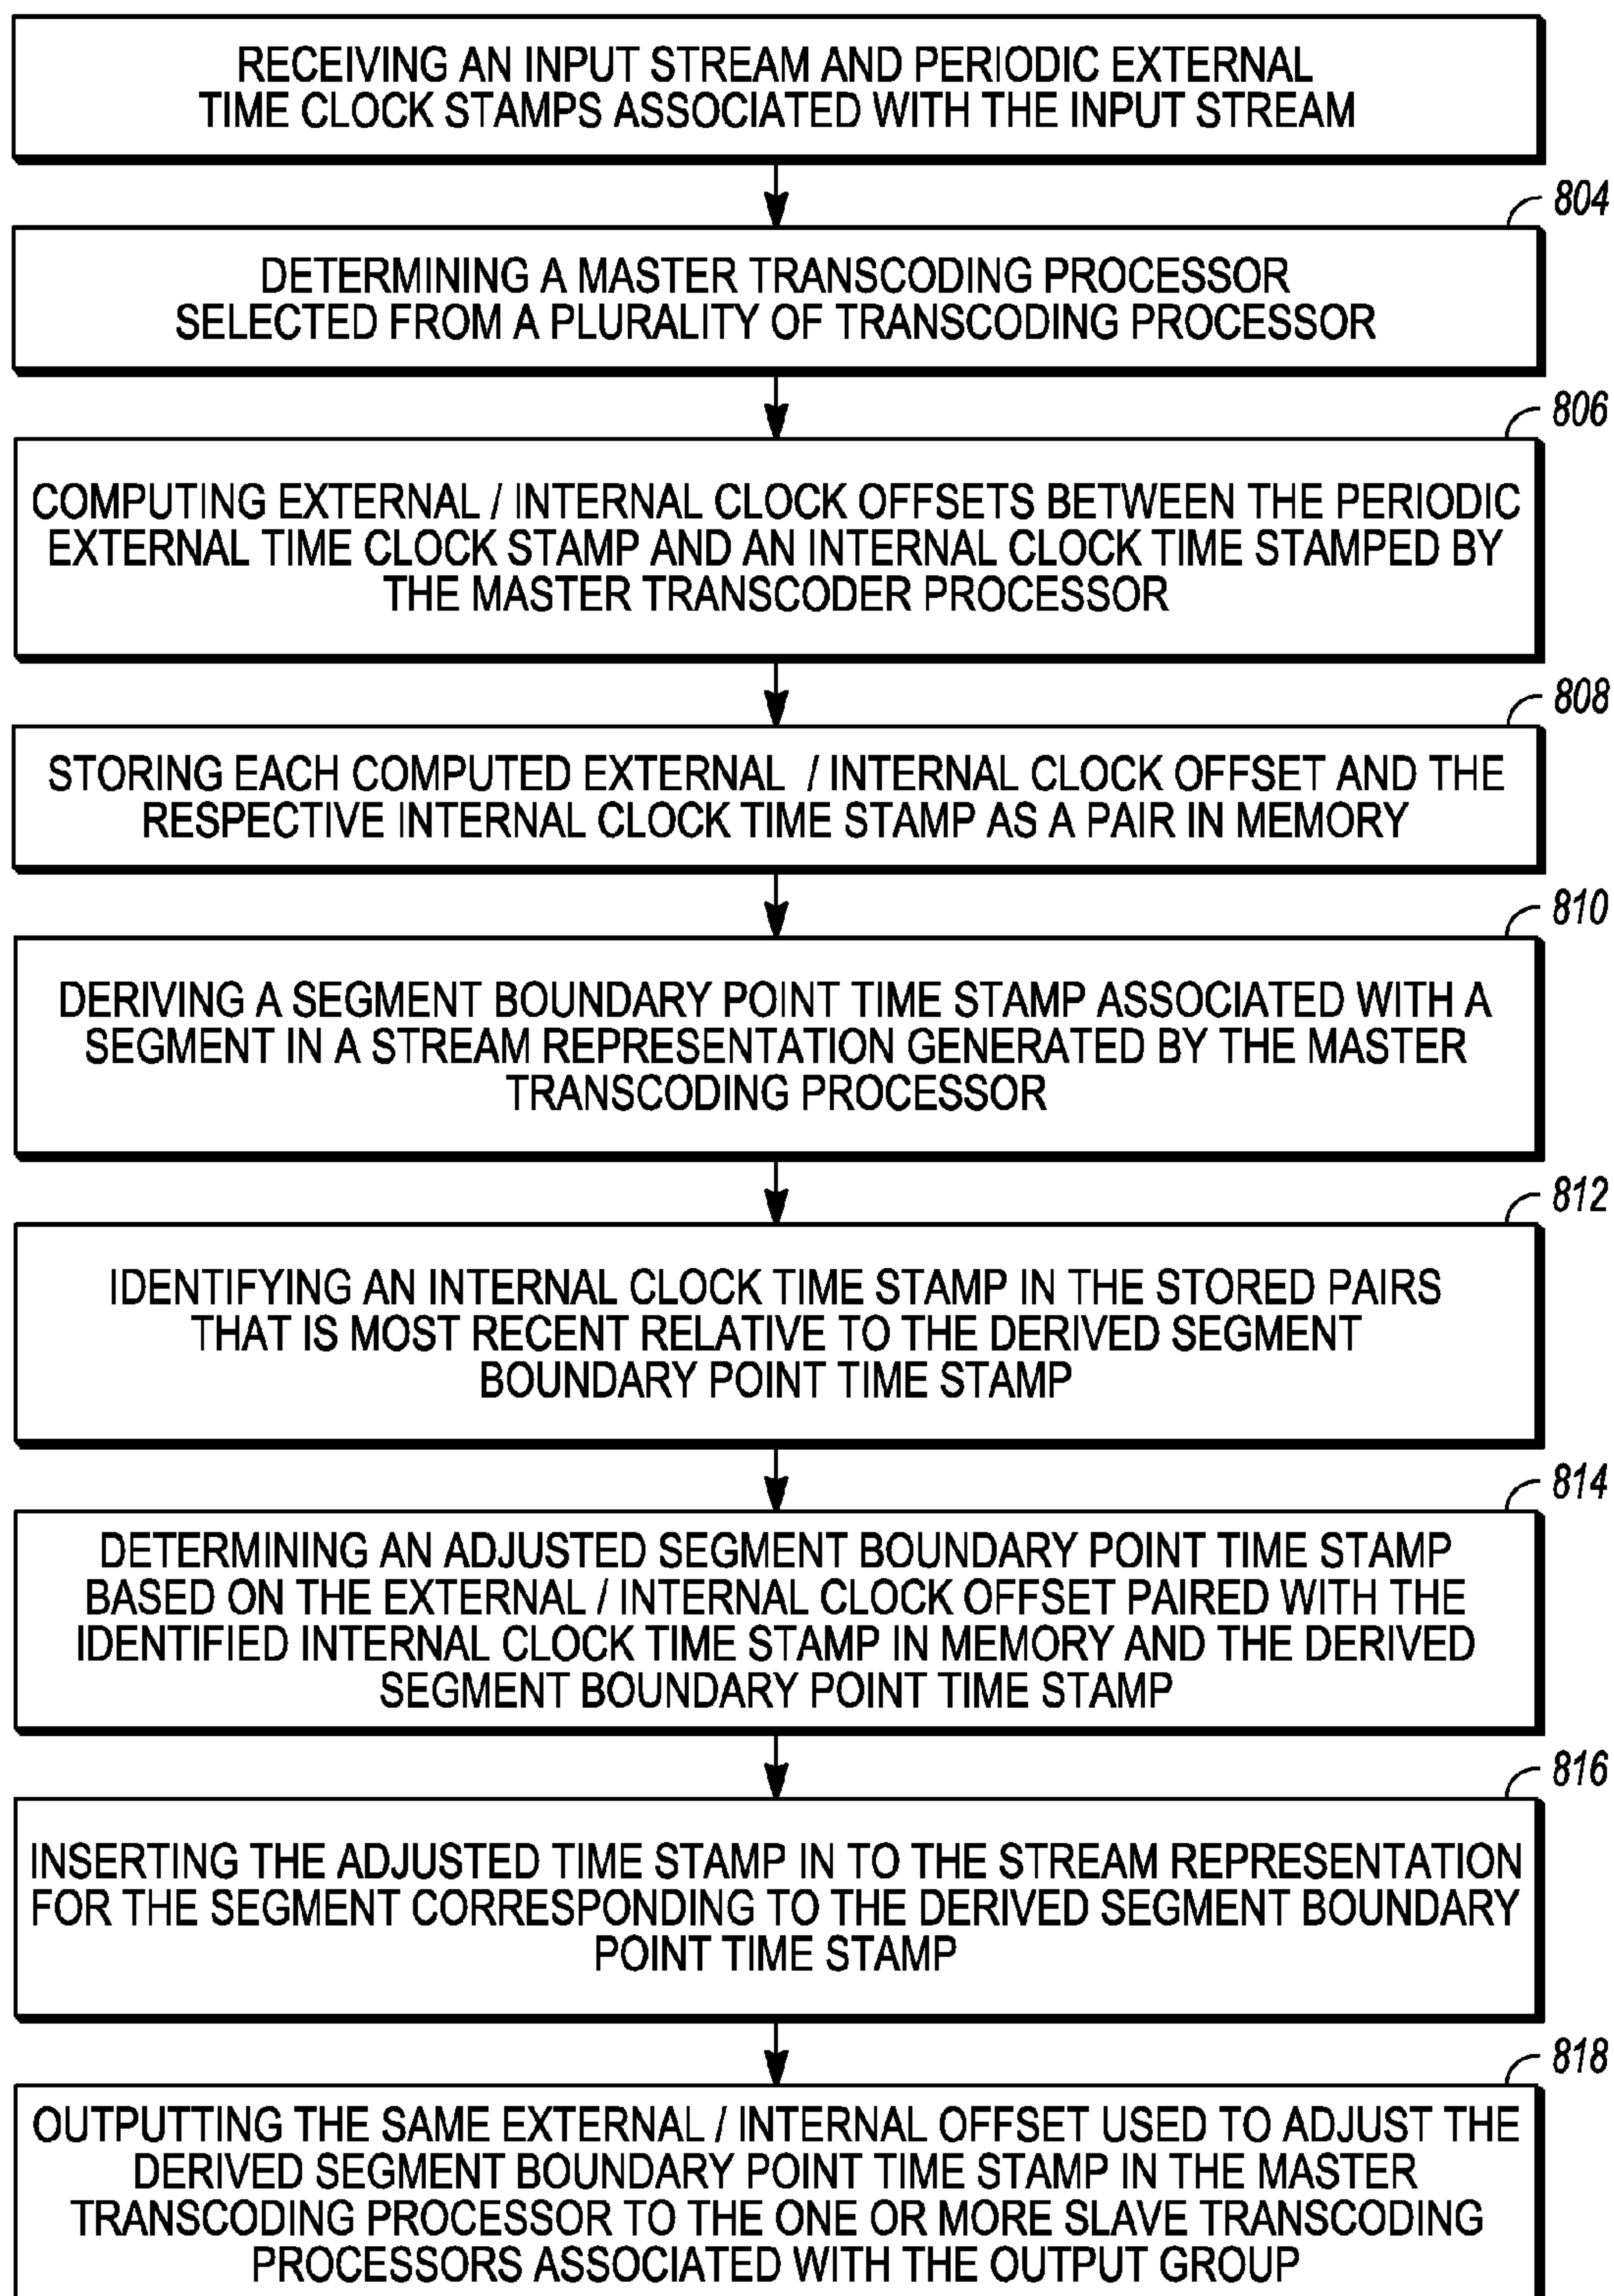 RECEIVING AN INPUT STREAM AND PERIODIC EXTERNAL
TIME CLOCK STAMPS ASSOCIATED WITH THE INPUT STREAM
804
DETERMINING A MASTER TRANSCODING PROCESSOR
SELECTED FROM A PLURALITY OF TRANSCODING PROCESSOR
806
COMPUTING EXTERNAL / INTERNAL CLOCK OFFSETS BETWEEN THE PERIODIC
EXTERNAL TIME CLOCK STAMP AND AN INTERNAL CLOCK TIME STAMPED BY
THE MASTER TRANSCODER PROCESSOR
808
STORING EACH COMPUTED EXTERNAL / INTERNAL CLOCK OFFSET AND THE
RESPECTIVE INTERNAL CLOCK TIME STAMP AS A PAIR IN MEMORY
810
DERIVING A SEGMENT BOUNDARY POINT TIME STAMP ASSOCIATED WITH A
SEGMENT IN A STREAM REPRESENTATION GENERATED BY THE MASTER
TRANSCODING PROCESSOR
812
IDENTIFYING AN INTERNAL CLOCK TIME STAMP IN THE STORED PAIRS
THAT IS MOST RECENT RELATIVE TO THE DERIVED SEGMENT
BOUNDARY POINT TIME STAMP
814
DETERMINING AN ADJUSTED SEGMENT BOUNDARY POINT TIME STAMP
BASED ON THE EXTERNAL / INTERNAL CLOCK OFFSET PAIRED WITH THE
IDENTIFIED INTERNAL CLOCK TIME STAMP IN MEMORY AND THE DERIVED
SEGMENT BOUNDARY POINT TIME STAMP
816
INSERTING THE ADJUSTED TIME STAMP IN TO THE STREAM REPRESENTATION
FOR THE SEGMENT CORRESPONDING TO THE DERIVED SEGMENT BOUNDARY
POINT TIME STAMP
818
OUTPUTTING THE SAME EXTERNAL / INTERNAL OFFSET USED TO ADJUST THE
DERIVED SEGMENT BOUNDARY POINT TIME STAMP IN THE MASTER
TRANSCODING PROCESSOR TO THE ONE OR MORE SLAVE TRANSCODING
PROCESSORS ASSOCIATED WITH THE OUTPUT GROUP